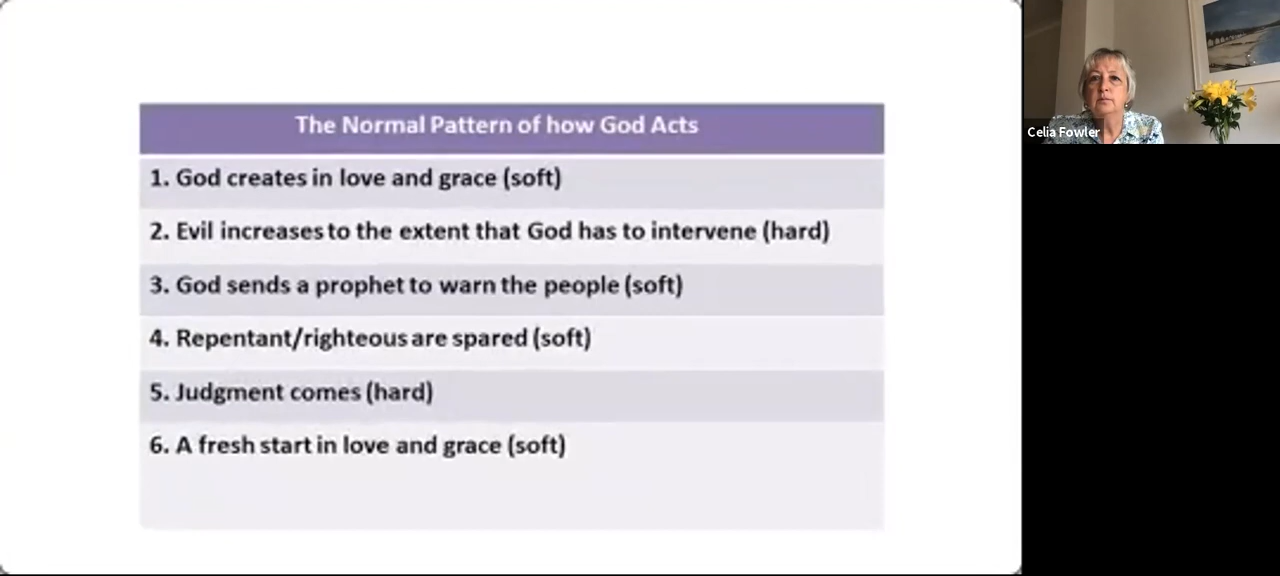 The Normal Pattern of how God Acts
1. God creates in love and grace (soft)
2. Evil increases to the extent that God has to intervene (hard)
3. God sends a prophet to warn the people (soft)
4. Repentant/righteous are spared (soft)
5. Judgment comes (hard)
6. A fresh start in love and grace (soft)
Celia Fowler